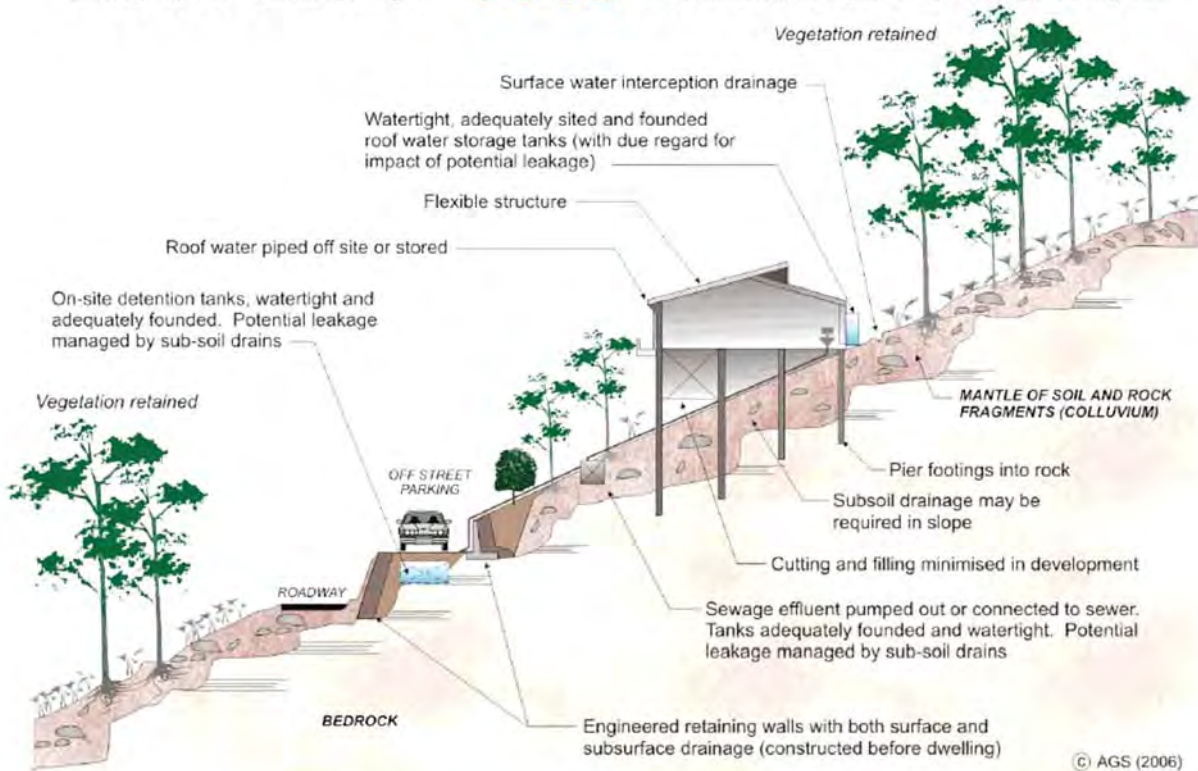 Vegetation retained
Surface water interception drainage
Watertight, adequately sited and founded
roof water storage tanks (with due regard for
impact of potential leakage)
Flexible structure
Roof water piped off site or stored
On-site detention tanks, watertight and
adequately founded. Potential leakage
managed by sub-soil drains
Vegetation retained
MANTLE OF SOIL AND ROCK
FRAGMENTS (COLLUVIUM)
OFF STREET
PARKING
Pier footings into rock
Subsoil drainage may be
required in slope
Cutting and filling minimised in development
ROADWAY
Sewage effluent pumped out or connected to sewer.
Tanks adequately founded and watertight. Potential
leakage managed by sub-soil drains
BEDROCK
Engineered retaining walls with both surface and
subsurface drainage (constructed before dwelling)
© AGS (2006)